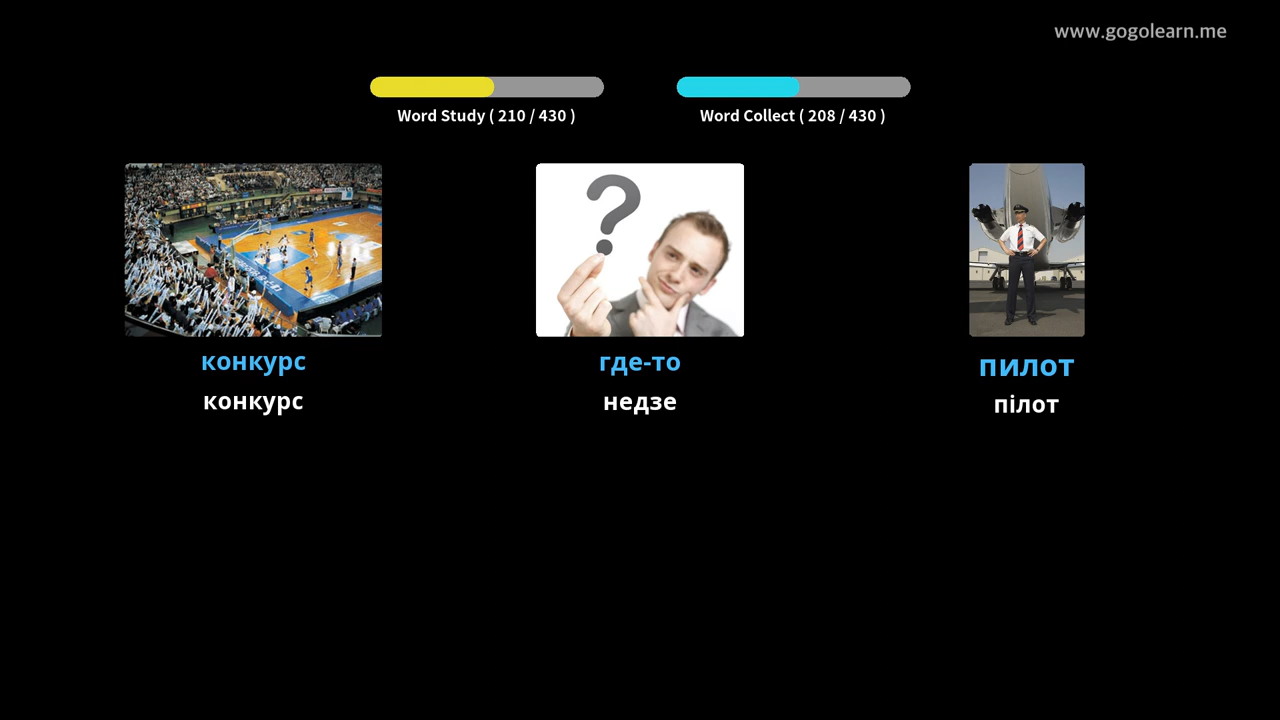 www.gogolearn.me
Word Study ( 210 / 430 )
Word Collect ( 208 / 430 )
конкурс
где-то
пилот
конкурс
недзе
пілот